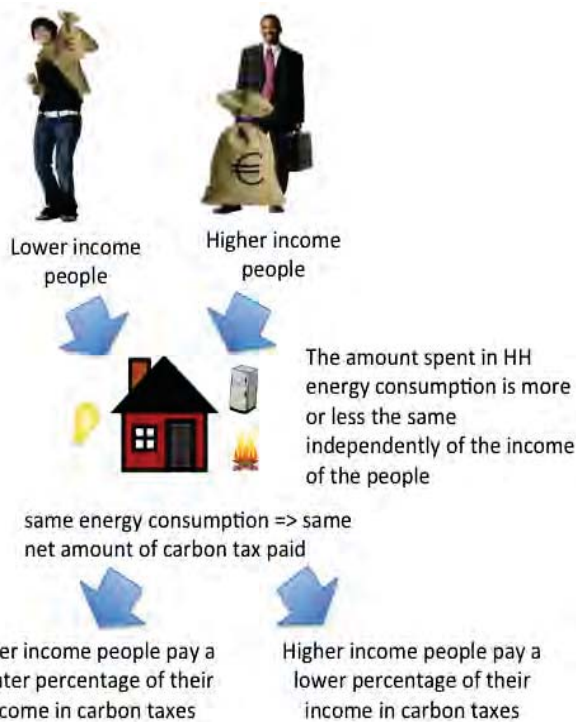 €
€
Lower income
people
Higher income
people
The amount spent in HH
energy consumption is more
or less the same
independently of the income
of the people
same energy consumption => same
net amount of carbon tax paid
income people pay a
percentage of their
in carbon taxes
Higher income people pay a
lower percentage of their
income in carbon taxes